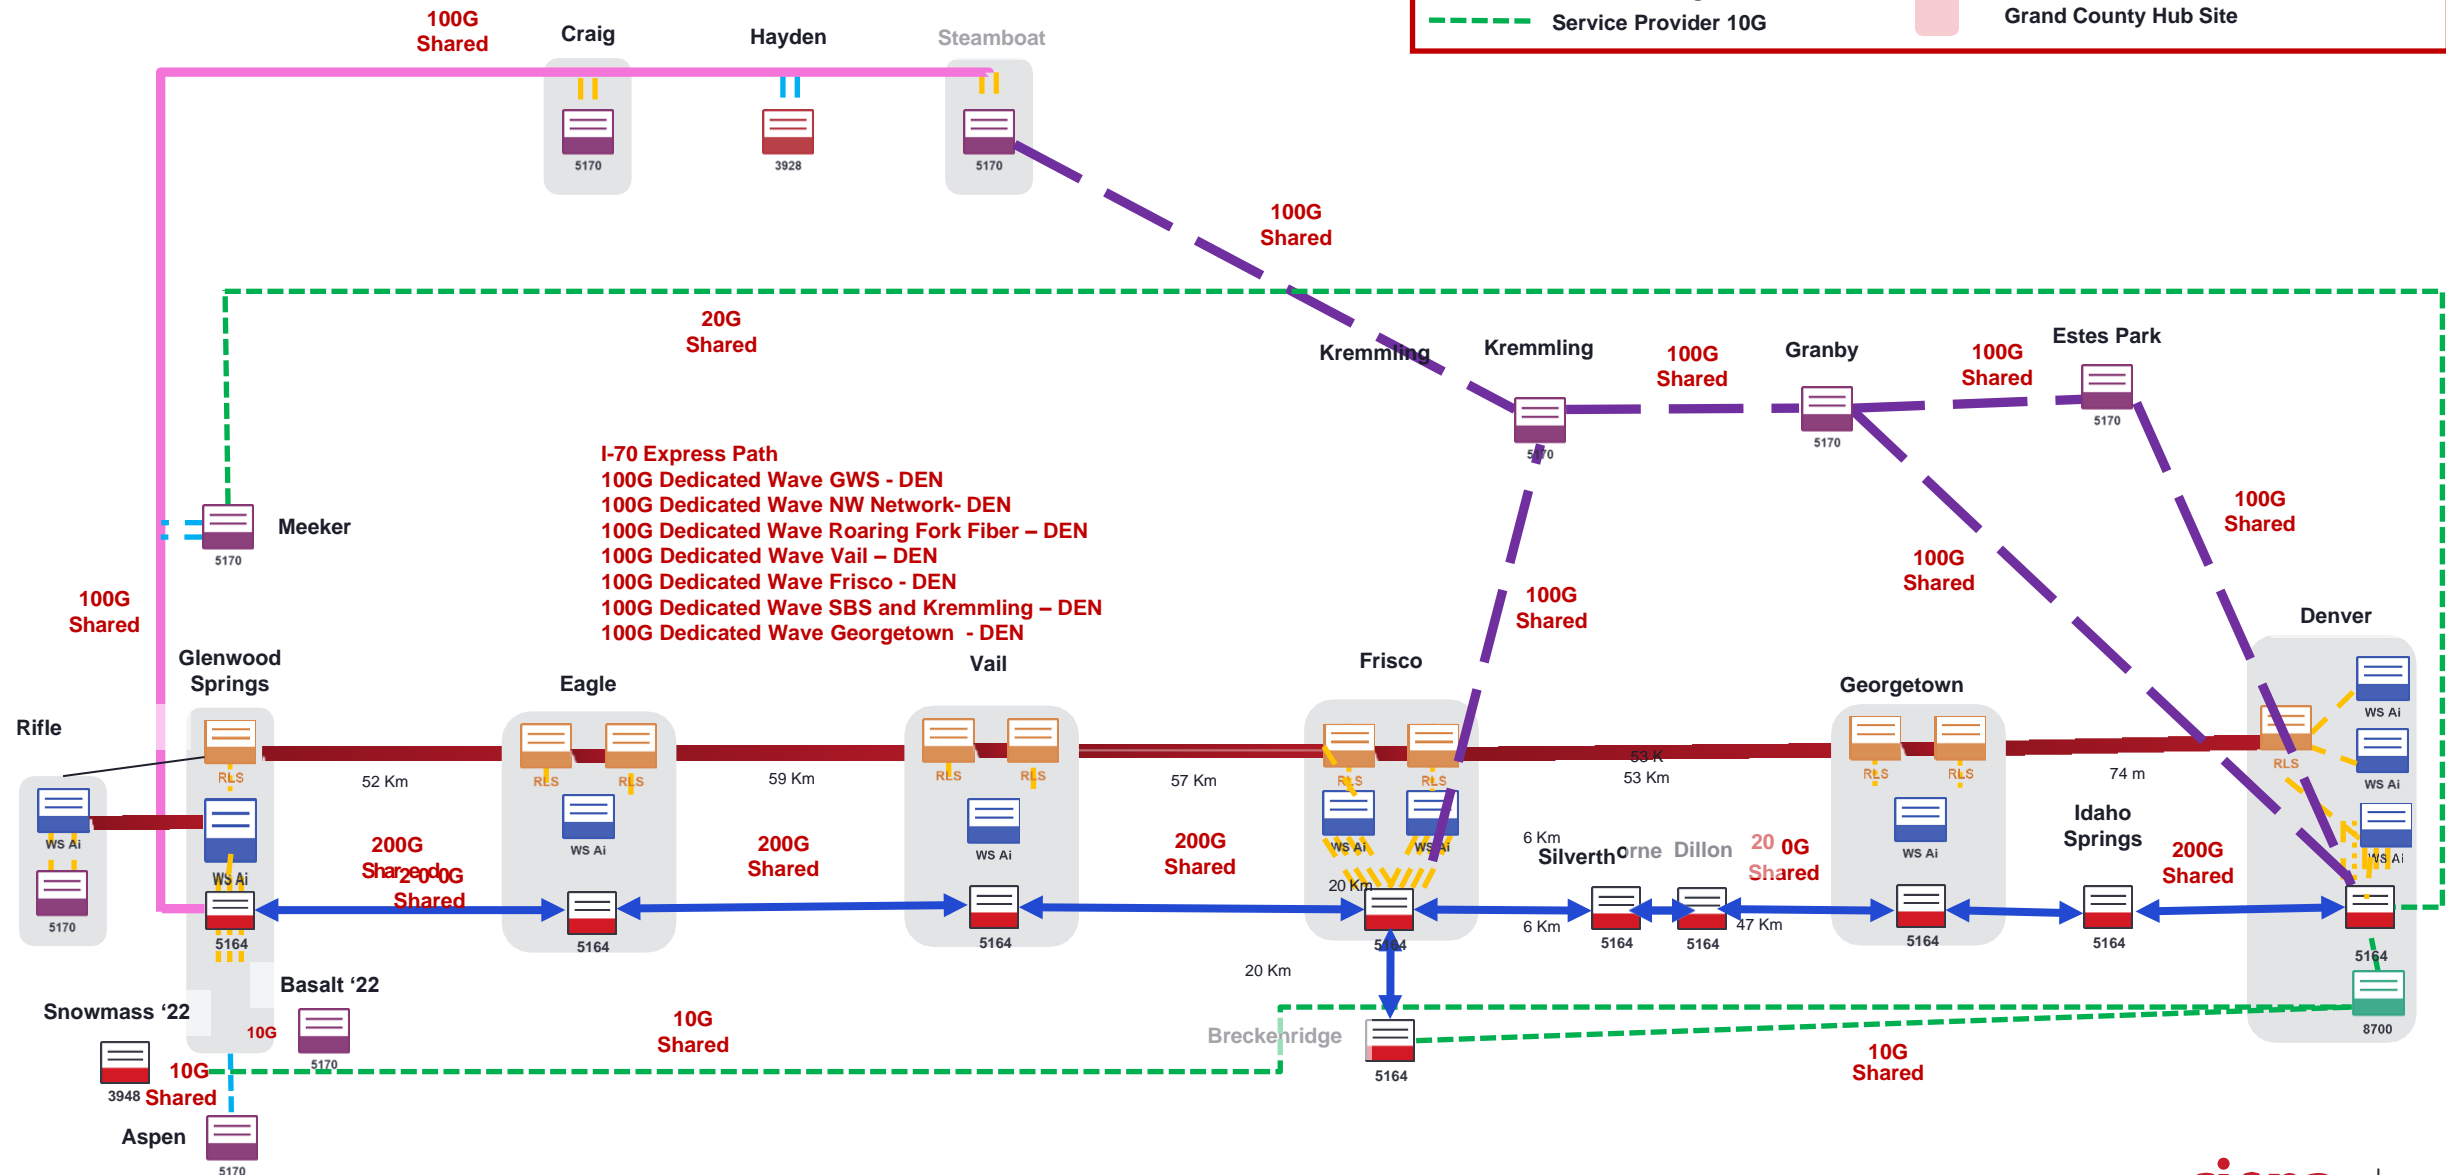 Service Provider 10G
Grand County Hub Site
100G
Shared
Craig
Hayden
Steamboat
5170
3928
5170
100G
Shared
20G
Shared
Kremmling
Kremmling
100G
Shared
Granby
100G
Shared
Estes Park
5170
5170
5170
I-70 Express Path
100G Dedicated Wave GWS - DEN
100G Dedicated Wave NW Network- DEN
100G Dedicated Wave Roaring Fork Fiber – DEN
100G Dedicated Wave Vail – DEN
100G Dedicated Wave Frisco - DEN
100G Dedicated Wave SBS and Kremmling – DEN
100G Dedicated Wave Georgetown  - DEN
Meeker
5170
100G
Shared
100G
Shared
100G
Shared
100G
Shared
Denver
Glenwood
Springs
Eagle
Vail
Frisco
Georgetown
Rifle
RLS
RLS
RLS
RLS
RLS
RLS
RLS
RLS
RLS
RLS
52 Km
59 Km
57 Km
53 K
53 Km
74 m
WS Ai
WS Ai
Idaho
Springs
WS Ai
WS Ai
WS Ai
WS Ai
WS Ai
WS Ai
WS Ai
WS Ai
200G
Shared
200G
Shared
200G
Shared
200G
Shared
6 Km
Silverthorne
Dillon
200G
Shared
200G
Shared
20 Km
6 Km
47 Km
5170
5164
5164
5164
5164
5164
5164
5164
5164
5164
20 Km
Basalt ‘22
Snowmass ‘22
10G
10G
Shared
Breckenridge
5164
10G
Shared
8700
5170
3948
10G
Shared
Aspen
5170